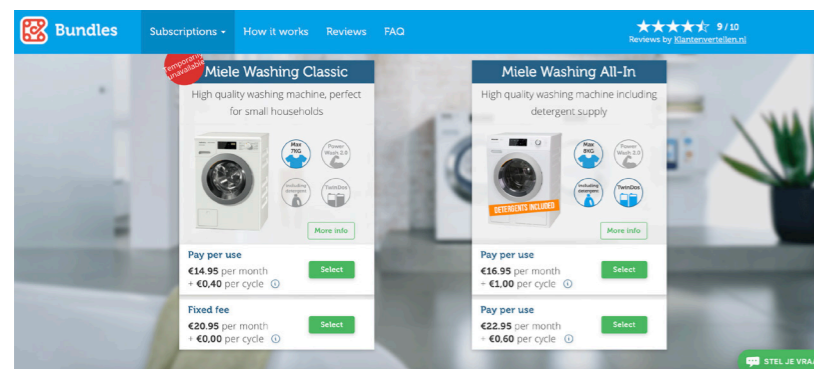 Bundles
Subscriptions
How it works
Reviews
FAQ
9 / 10
Reviews by Klantenvertellen.nl
Temporarily
unavailable
Miele Washing Classic
High quality washing machine, perfect
for small households
Max
7KG
Power
Wash 2.0
Including
detergent
TwinDos
More info
Pay per use
€14.95 per month
+ €0,40 per cycle
Select
Fixed fee
€20.95 per month
+ €0,00 per cycle
Select
Miele Washing All-In
High quality washing machine including
detergent supply
Max
8KG
Power
Wash 2.0
Including
detergent
TwinDos
DETERGENTS INCLUDED
More info
Pay per use
€16.95 per month
+ €1,00 per cycle
Select
Pay per use
€22.95 per month
+ €0,60 per cycle
Select
STEL JE VRAA